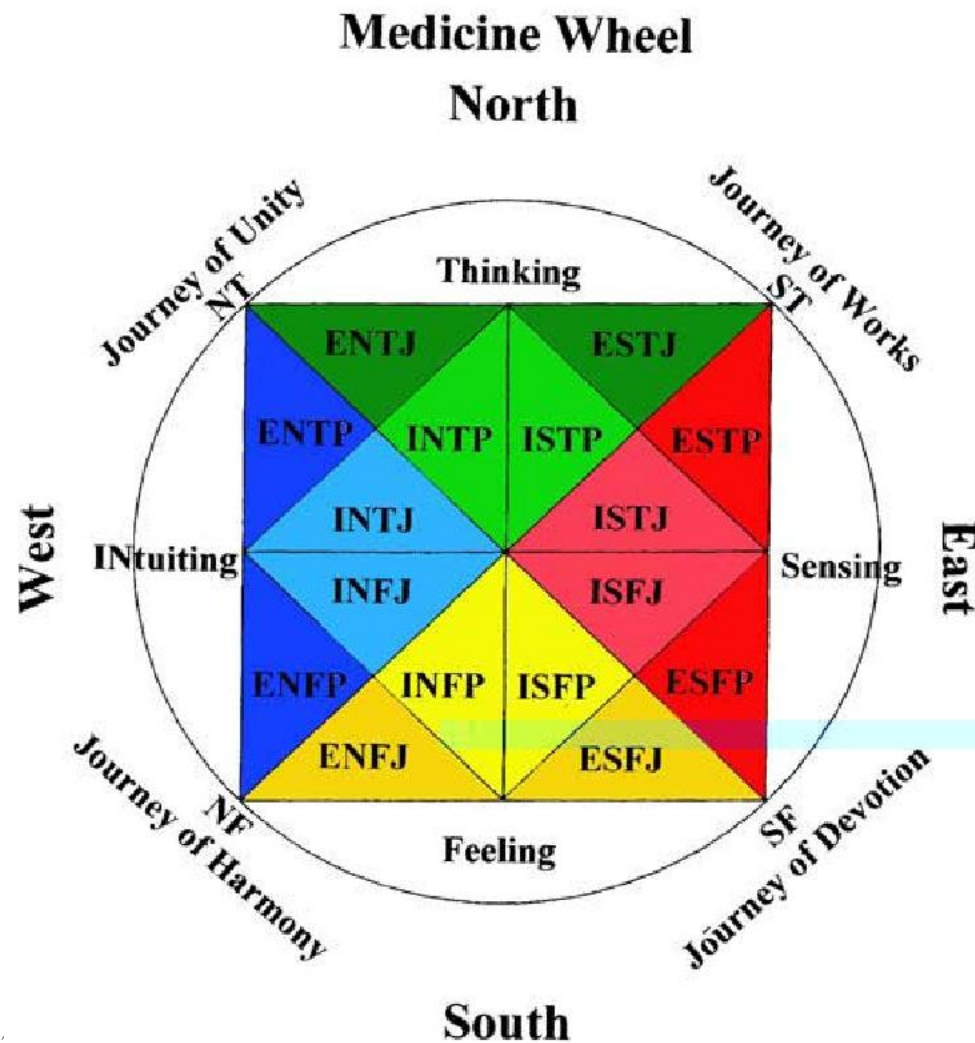 Medicine Wheel
North
Journey of Unity
Journey of Works
NT
ST
Thinking
ENTJ
ESTJ
ENTP
INTP
ISTP
ESTP
INTJ
ISTJ
West
INtuiting
Sensing
East
INFJ
ISFJ
ENFP
INFP
ISFP
ESFP
ENFJ
ESFJ
NF
SF
Journey of Harmony
Journey of Devotion
Feeling
South